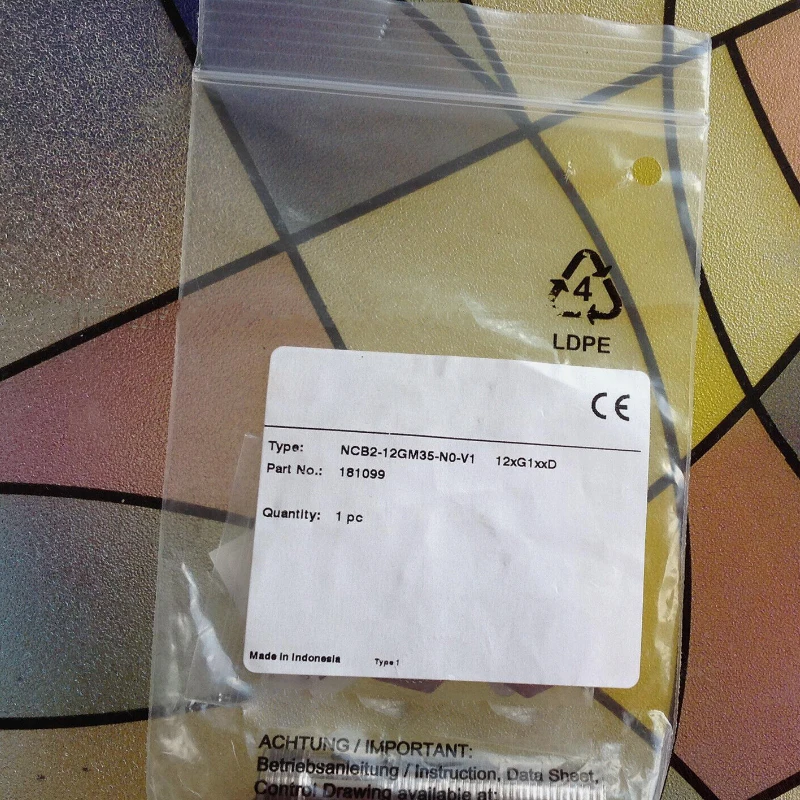 4
LDPE
CE
Type: NCB2-12GM35-N0-V1 12xG1xxD
Part No.: 181099
Quantity: 1 pc
Made in Indonesia Type 1
ACHTUNG / IMPORTANT:
Betriebsanleitung / Instruction, Data Sheet,
Control Drawing available at: